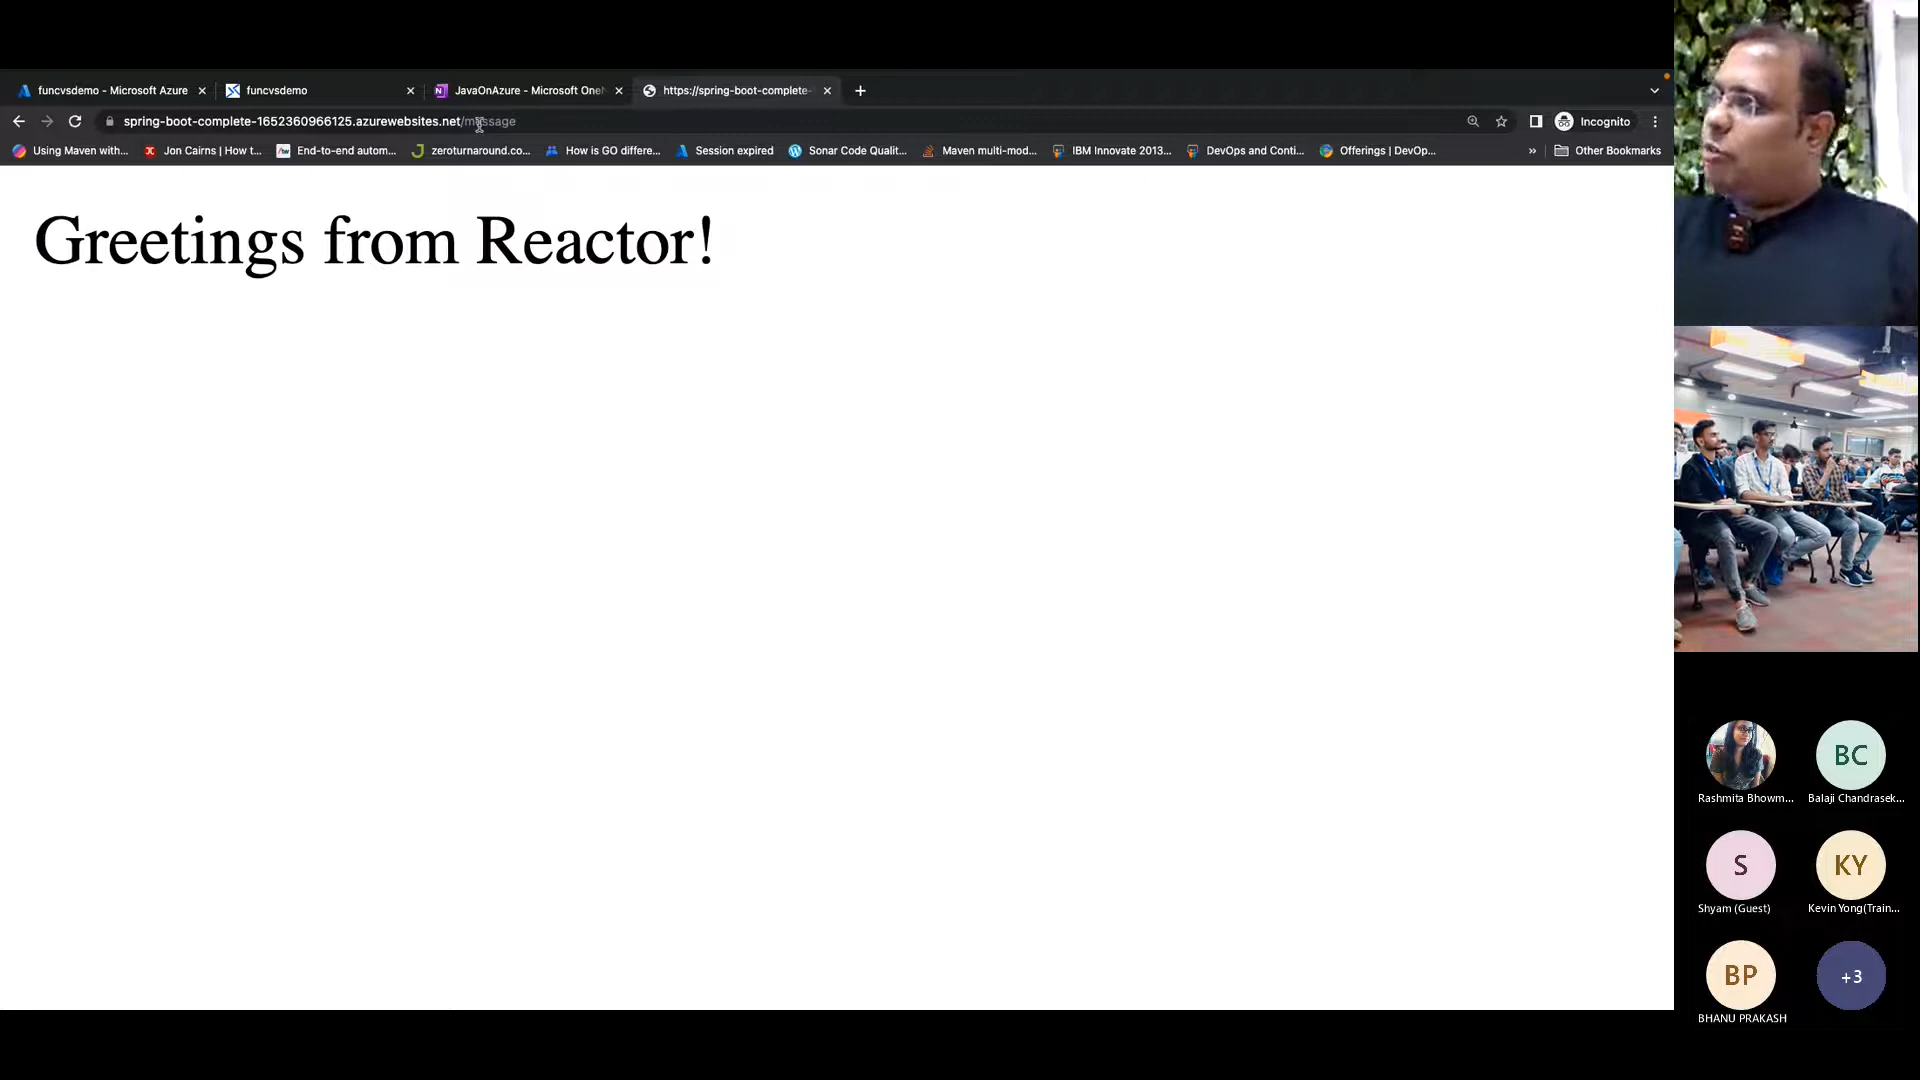 funcvsdemo - Microsoft Azure
funcvsdemo
JavaOnAzure - Microsoft One
https://spring-boot-complete-
spring-boot-complete-1652360966125.azurewebsites.net/message
Incognito
Using Maven with...
Jon Cairns | How t...
End-to-end autom...
zeroturnaround.co...
How is GO differe...
Session expired
Sonar Code Qualit...
Maven multi-mod...
IBM Innovate 2013...
DevOps and Conti...
Offerings | DevOp...
»
Other Bookmarks
Greetings from Reactor!
Rashmita Bhowm...
BC
Balaji Chandrasek...
S
Shyam (Guest)
KY
Kevin Yong(Train...
BP
BHANU PRAKASH
+3